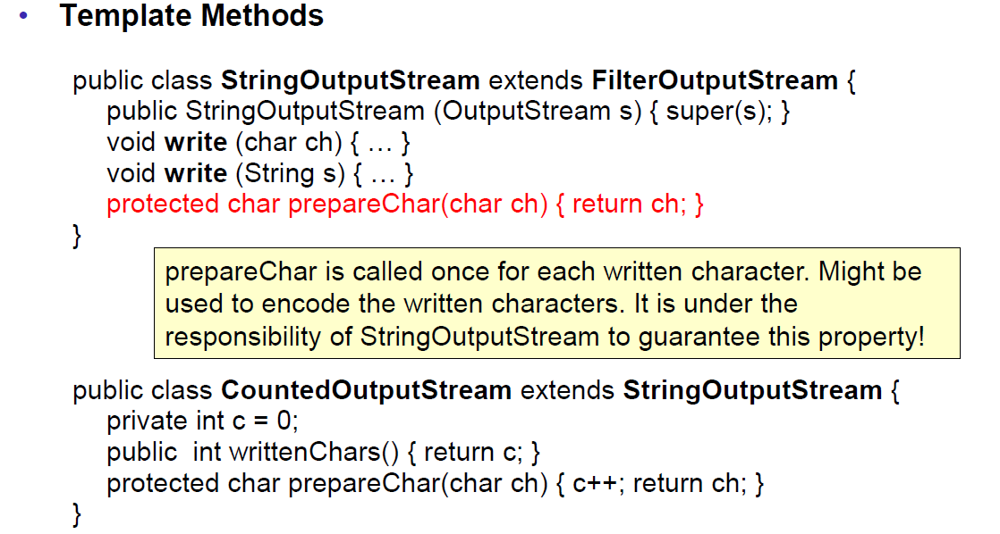 • Template Methods
public class StringOutputStream extends FilterOutputStream {
public StringOutputStream (OutputStream s) { super(s); }
void write (char ch) { … }
void write (String s) { … }
protected char prepareChar(char ch) { return ch; }
}
prepareChar is called once for each written character. Might be
used to encode the written characters. It is under the
responsibility of StringOutputStream to guarantee this property!
public class CountedOutputStream extends StringOutputStream {
private int c = 0;
public  int writtenChars() { return c; }
protected char prepareChar(char ch) { c++; return ch; }
}